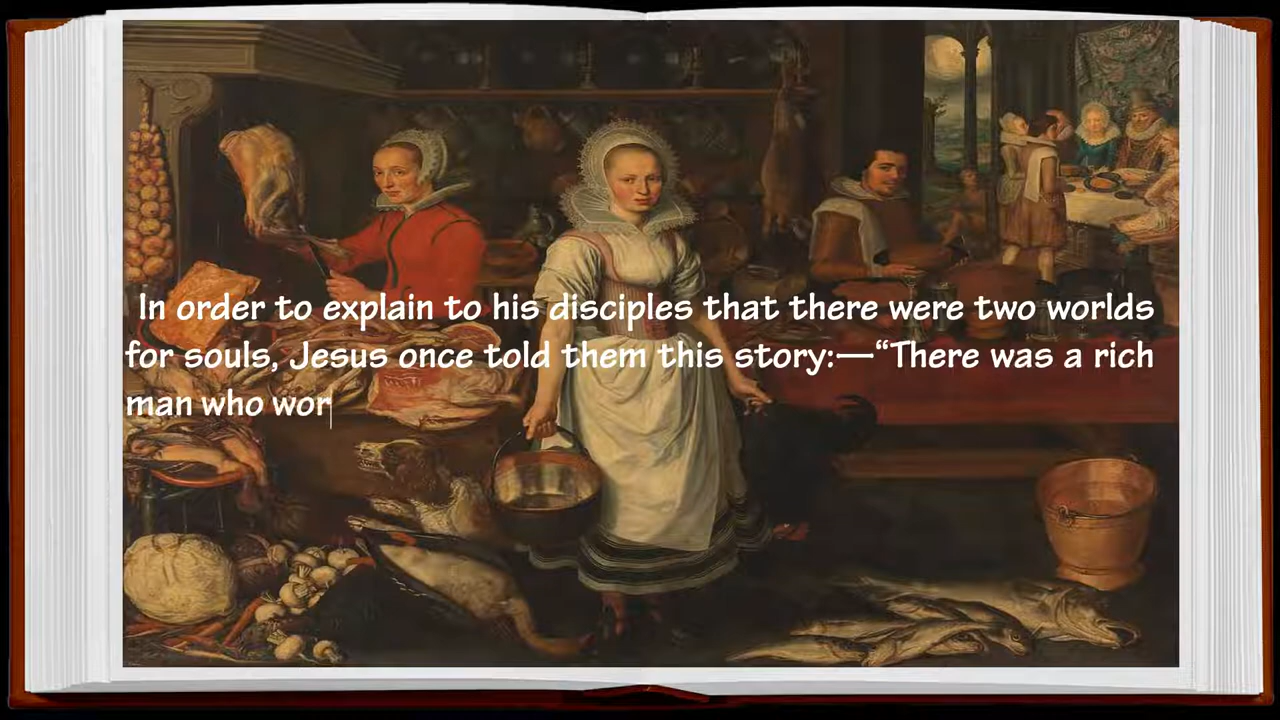 In order to explain to his disciples that there were two worlds
for souls, Jesus once told them this story:—“There was a rich
man who wor